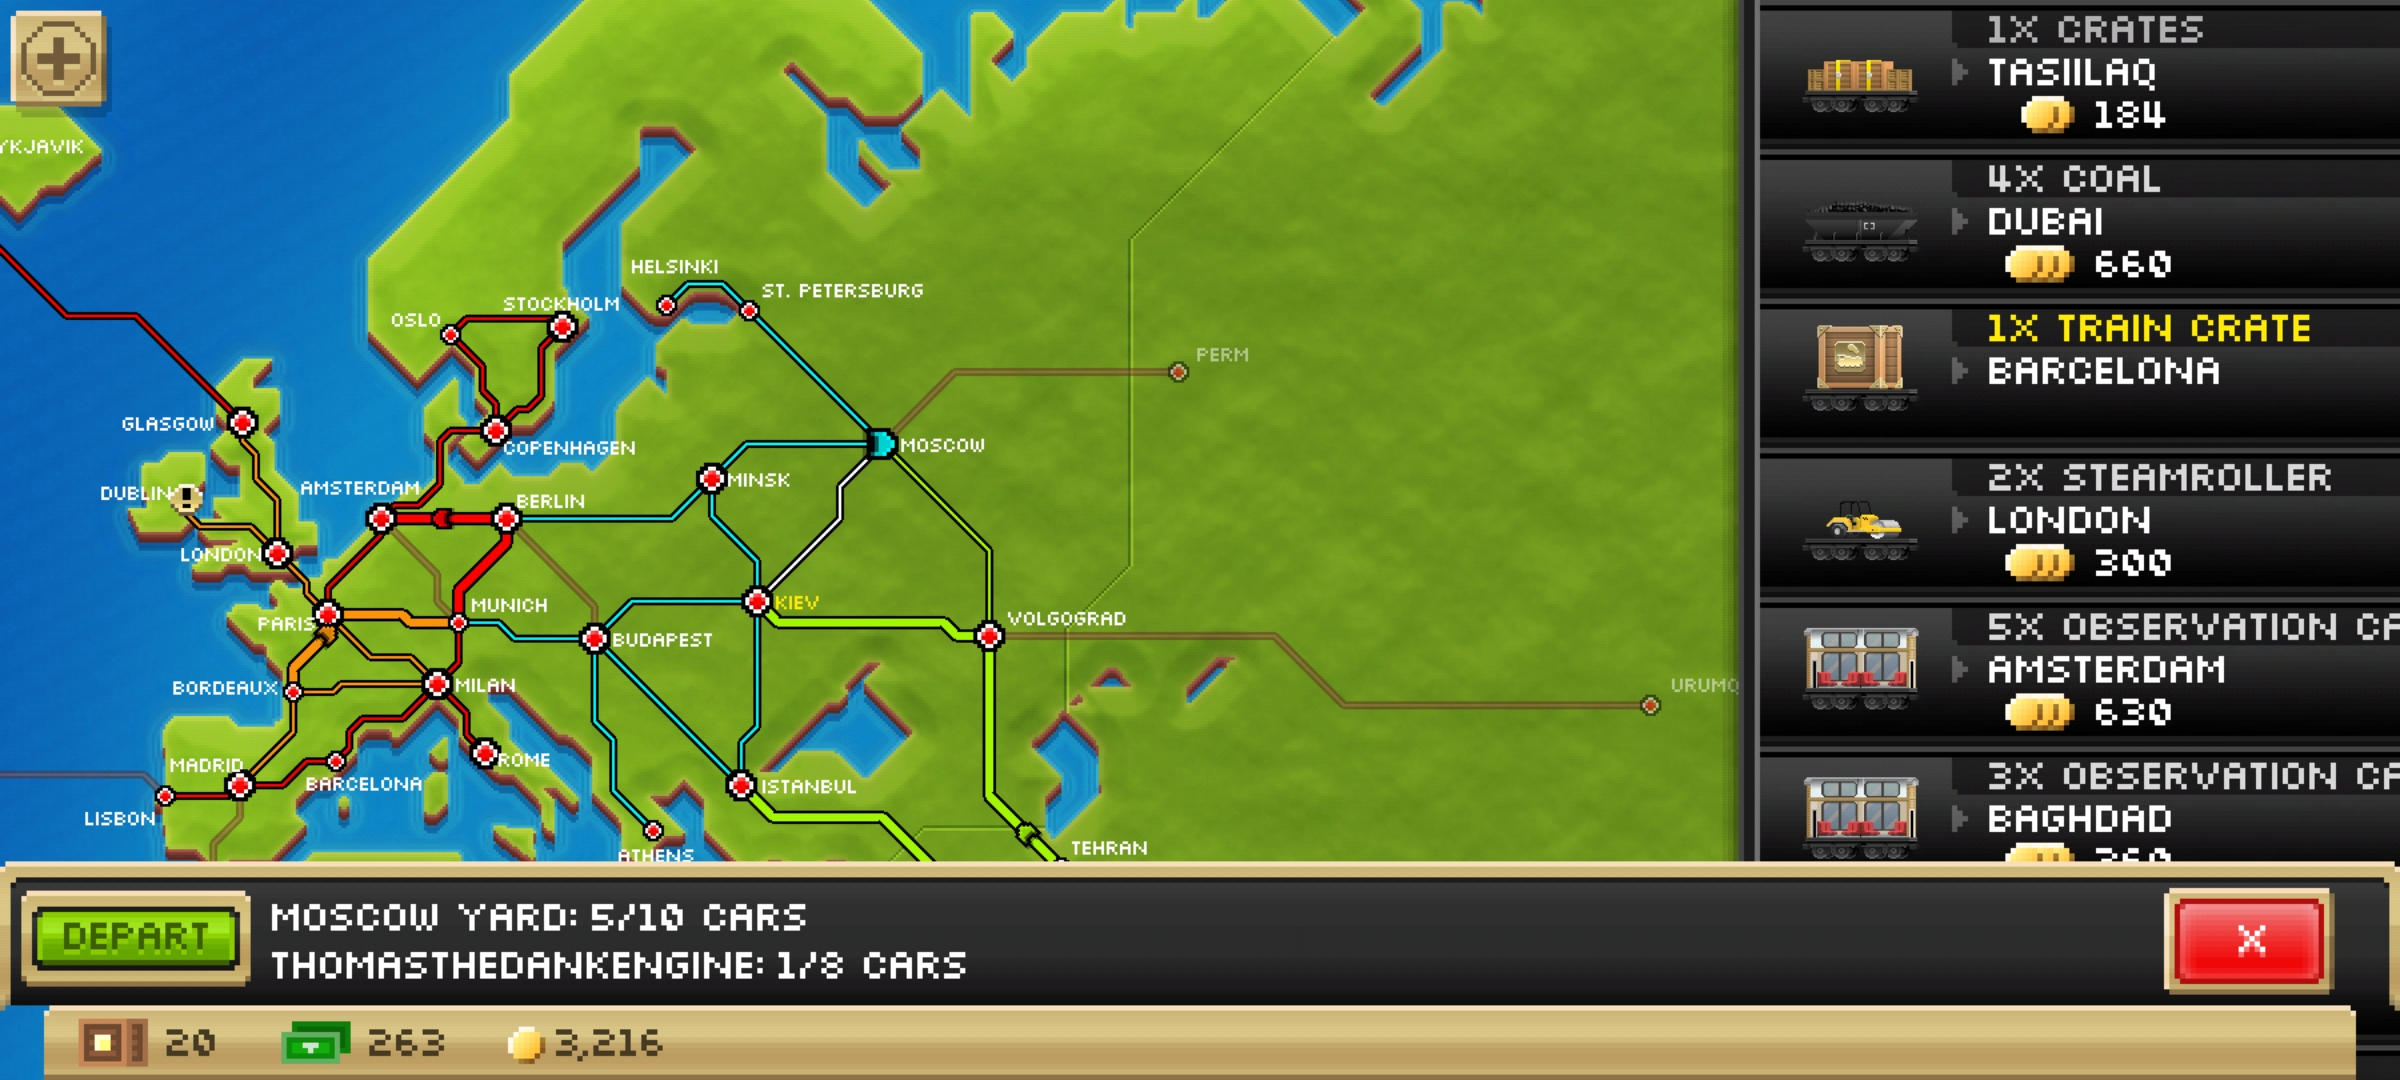 YKJAVIK
HELSINKI
ST. PETERSBURG
STOCKHOLM
OSLO
PERM
GLASGOW
COPENHAGEN
MOSCOW
MINSK
AMSTERDAM
BERLIN
DUBLIN
LONDON
MUNICH
KIEV
PARIS
BUDAPEST
VOLGOGRAD
BORDEAUX
MILAN
URUMQ
MADRID
ROME
BARCELONA
ISTANBUL
LISBON
ATHENS
TEHRAN
1X CRATES
TASIILAQ
184
4X COAL
DUBAI
660
1X TRAIN CRATE
BARCELONA
2X STEAMROLLER
LONDON
300
5X OBSERVATION CA
AMSTERDAM
630
3X OBSERVATION CA
BAGHDAD
360
DEPART
MOSCOW YARD: 5/10 CARS
THOMASTHEDANKENGINE: 1/8 CARS
X
20
263
3,216